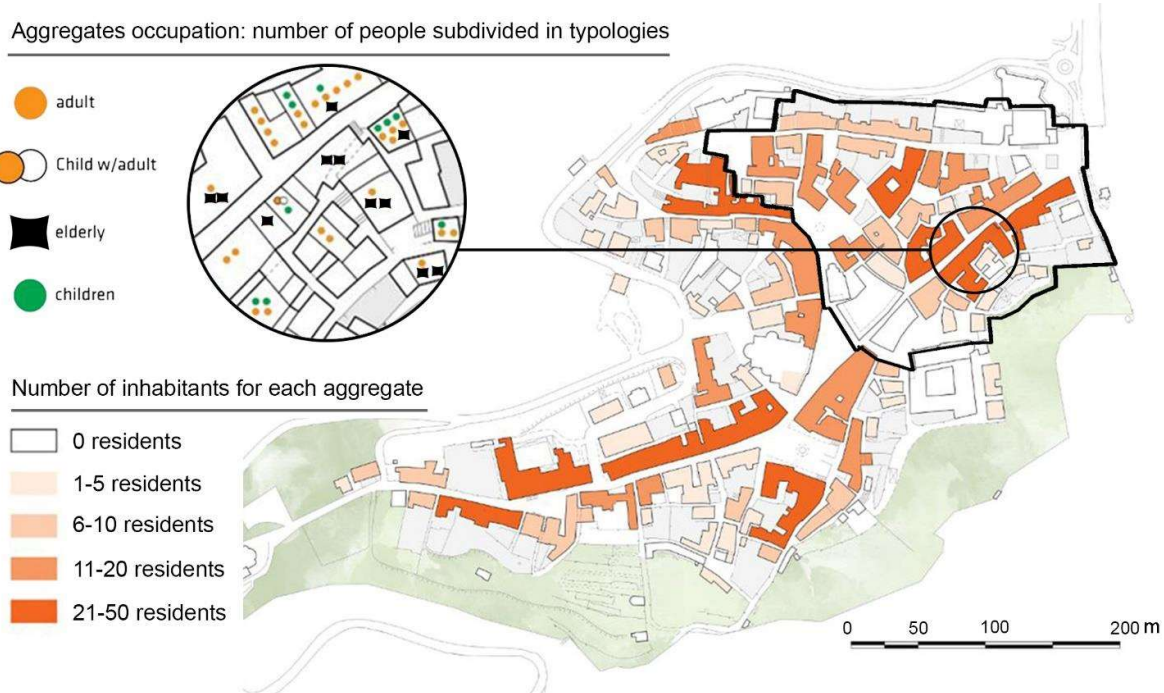 Aggregates occupation: number of people subdivided in typologies
adult
Child w/adult
elderly
children
Number of inhabitants for each aggregate
0 residents
1-5 residents
6-10 residents
11-20 residents
21-50 residents
0 50 100 200 m